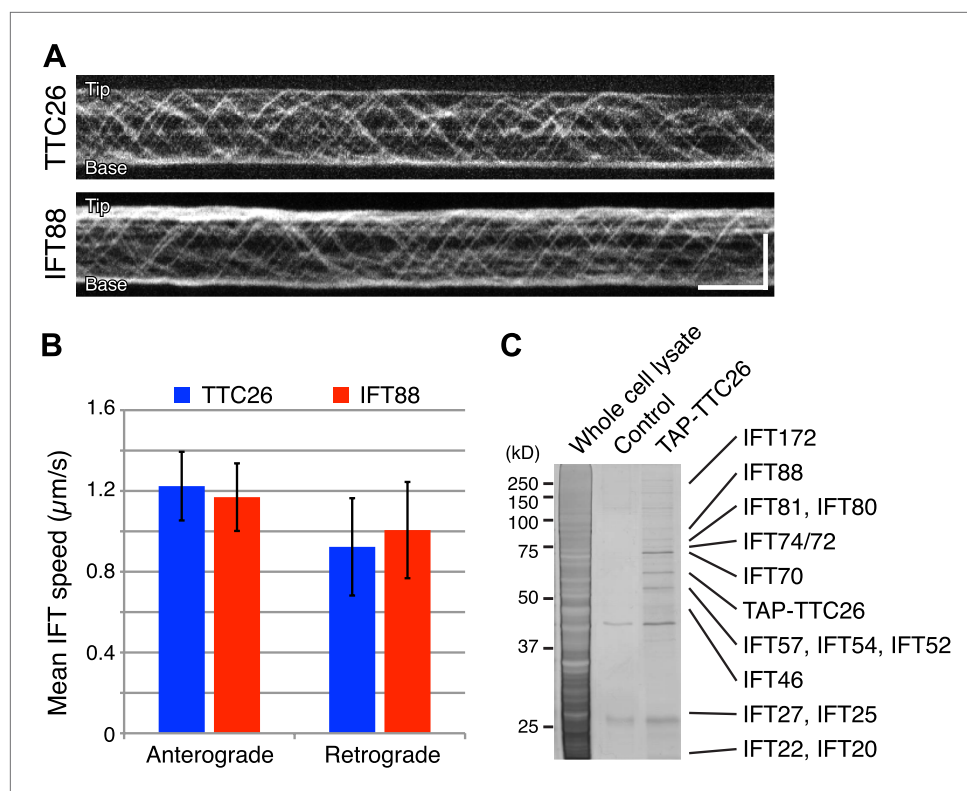 A
TTC26
Tip
Base
IFT88
Tip
Base
B
TTC26
IFT88
Mean IFT speed (µm/s)
1.6
1.2
0.8
0.4
0
Anterograde
Retrograde
C
Whole cell lysate
Control
TAP-TTC26
(kD)
250
150
100
75
50
37
25
IFT172
IFT88
IFT81, IFT80
IFT74/72
IFT70
TAP-TTC26
IFT57, IFT54, IFT52
IFT46
IFT27, IFT25
IFT22, IFT20